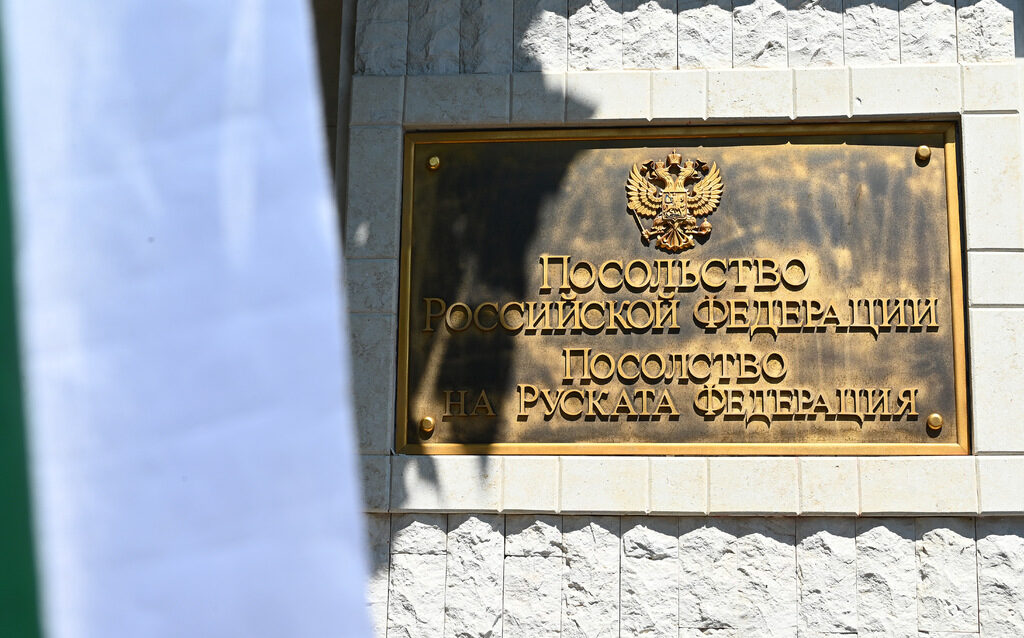 Посольство
Российской Федерации
Посолство
на Руската Федерация